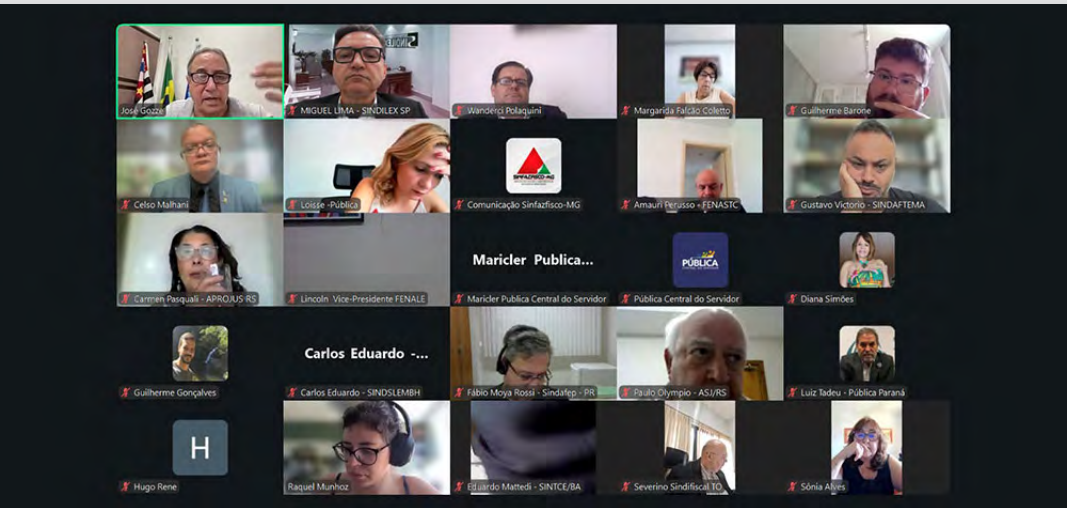 José Gozze
SINDILEX
MIGUEL LIMA - SINDILEX SP
Wanderci Polaquini
Margarida Falcão Coletto
Guilherme Barone
Celso Malhani
Loisse -Pública
SINFAZFISCO-MG
Comunicação Sinfazfisco-MG
Amauri Perusso - FENASTC
Gustavo Victorio - SINDAFTEMA
Carmen Pasquali - APROJUS-RS
Lincoln Vice-Presidente FENALE
Maricler Publica...
Maricler Publica Central do Servidor
PÚBLICA
Pública Central do Servidor
Diana Simões
Guilherme Gonçalves
Carlos Eduardo -...
Carlos Eduardo - SINDSLEMBH
Fábio Moya Rossi - Sindafep - PR
Paulo Olympio - ASJ/RS
Luiz Tadeu - Pública Paraná
H
Hugo Rene
Raquel Munhoz
Eduardo Mattedi - SINTCE/BA
Severino Sindifiscal TO
Sônia Alves